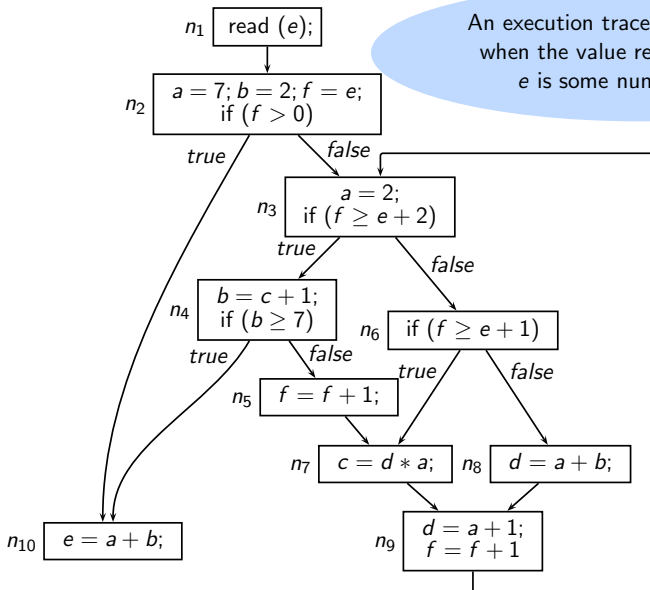 n1 read (e);
An execution trace
when the value re
e is some num
n2 a = 7; b = 2; f = e;
if (f > 0)
true
false
n3 a = 2;
if (f ≥ e + 2)
true
false
n4 b = c + 1;
if (b ≥ 7)
n6 if (f ≥ e + 1)
true
false
true
false
n5 f = f + 1;
n7 c = d ∗ a;
n8 d = a + b;
n10 e = a + b;
n9 d = a + 1;
f = f + 1